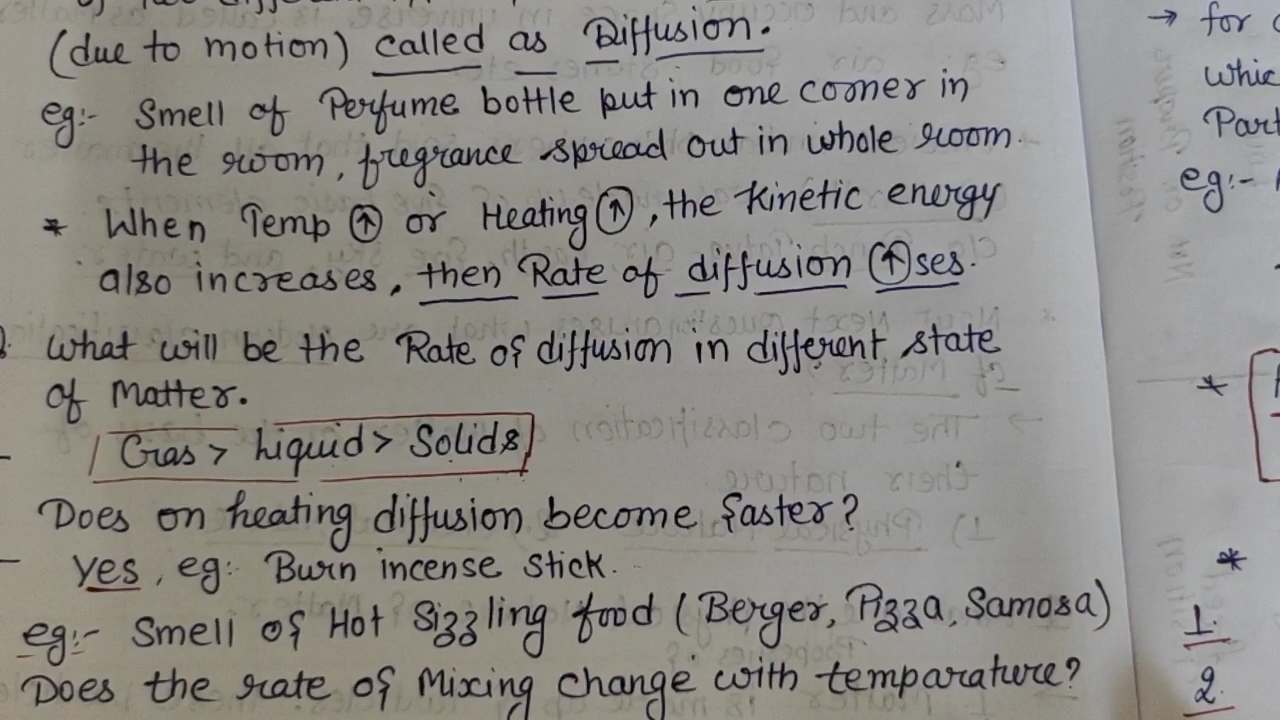 (due to motion) called as Diffusion.
eg:- Smell of Perfume bottle put in one corner in
the room, fregrance spread out in whole room.
* When Temp ↑ or Heating ↑, the kinetic energy
also increases, then Rate of diffusion ↑ses.
What will be the Rate of diffusion in different state
of Matter.
Gas > Liquid > Solids
Does on heating diffusion become faster?
- yes, eg:- Burn incense stick.
eg:- Smell of Hot Sizzling food (Berger, Pizza, Samosa)
Does the rate of Mixing change with temparature?
→ for
eg:-
*
*
1.
2.